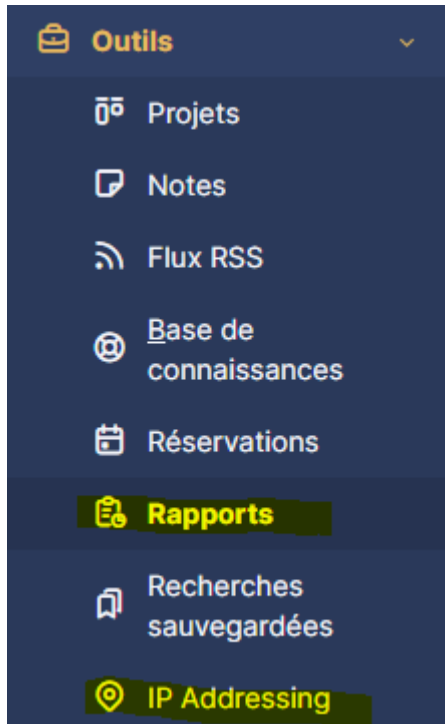 Outils
Projets
Notes
Flux RSS
Base de
connaissances
Réservations
Rapports
Recherches
sauvegardées
IP Addressing